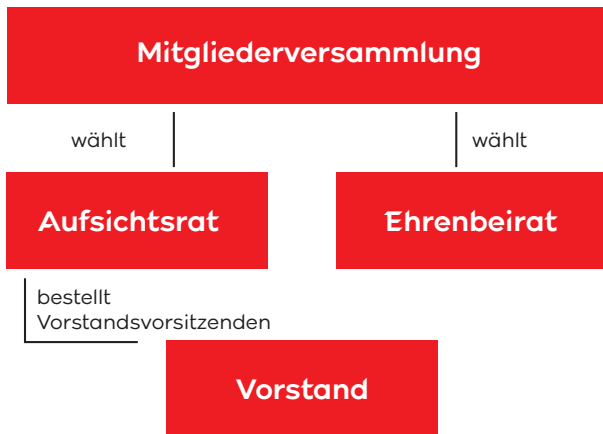 Mitgliederversammlung
wählt
wählt
Aufsichtsrat
Ehrenbeirat
bestellt
Vorstandsvorsitzenden
Vorstand